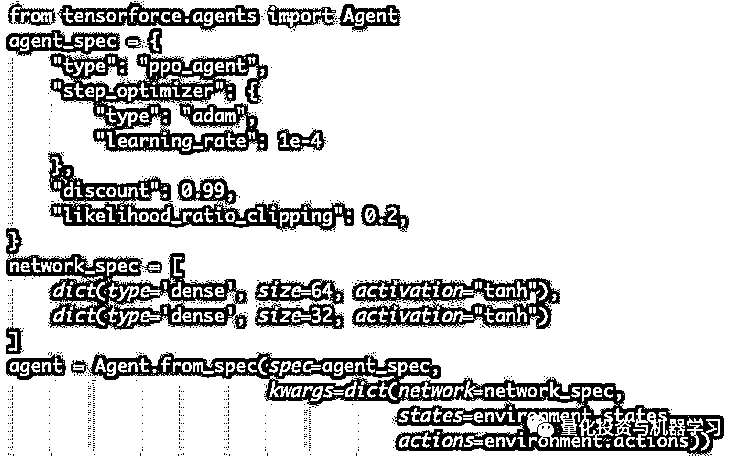 from tensorforce.agents import Agent
agent_spec = {
    "type": "ppo_agent",
    "step_optimizer": {
        "type": "adam",
        "learning_rate": 1e-4
    },
    "discount": 0.99,
    "likelihood_ratio_clipping": 0.2,
}
network_spec = [
    dict(type='dense', size=64, activation="tanh"),
    dict(type='dense', size=32, activation="tanh")
]
agent = Agent.from_spec(spec=agent_spec,
                        kwargs=dict(network=network_spec,
                                    states=environment.states,
                                    actions=environment.actions))
量化投资与机器学习